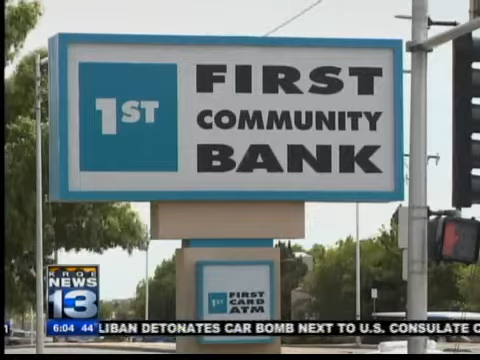 1ST
FIRST
COMMUNITY
BANK
1ST
FIRST
CARD
ATM
KRQE
NEWS
13
6:04 44
LIBAN DETONATES CAR BOMB NEXT TO U.S. CONSULATE